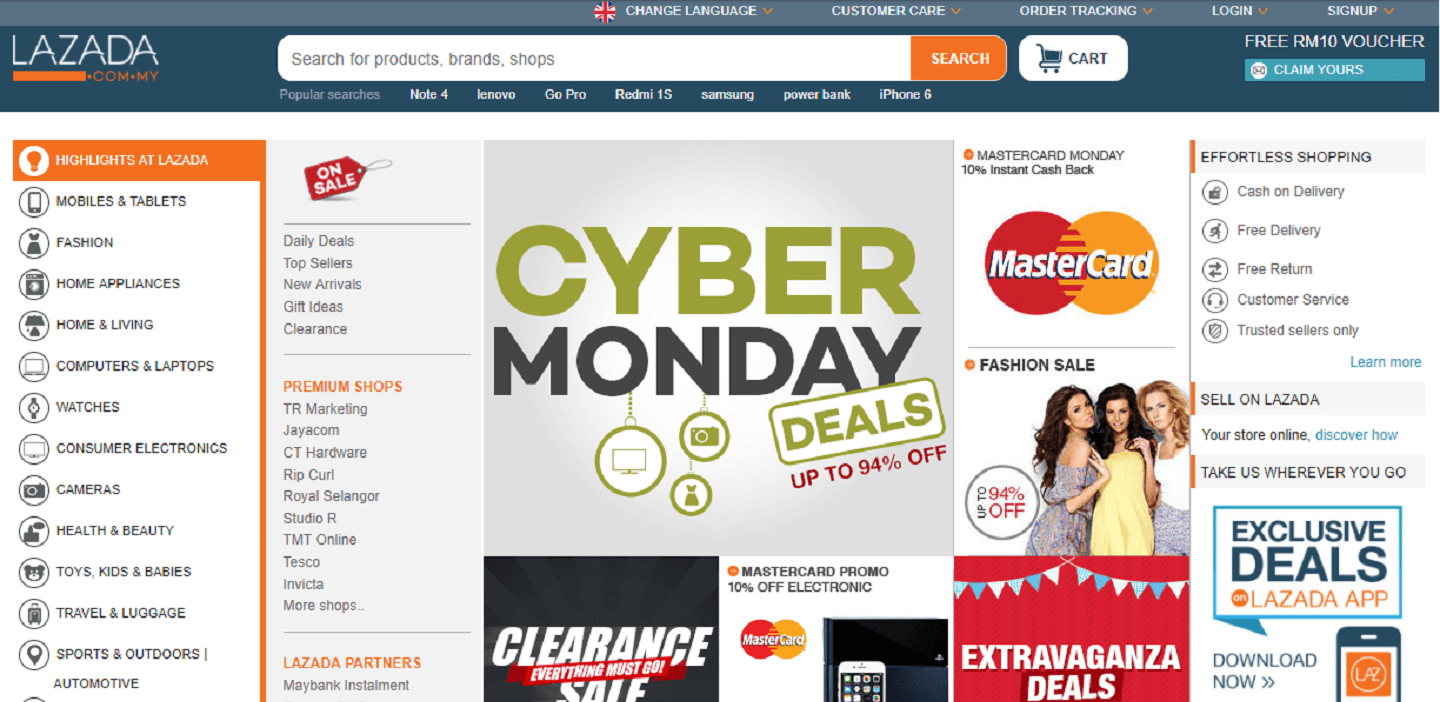 CHANGE LANGUAGE
CUSTOMER CARE
ORDER TRACKING
LOGIN
SIGNUP
LAZADA
.COM.MY
Search for products, brands, shops
SEARCH
CART
FREE RM10 VOUCHER
CLAIM YOURS
Popular searches
Note 4
lenovo
Go Pro
Redmi 1S
samsung
power bank
iPhone 6
HIGHLIGHTS AT LAZADA
MOBILES & TABLETS
FASHION
HOME APPLIANCES
HOME & LIVING
COMPUTERS & LAPTOPS
WATCHES
CONSUMER ELECTRONICS
CAMERAS
HEALTH & BEAUTY
TOYS, KIDS & BABIES
TRAVEL & LUGGAGE
SPORTS & OUTDOORS |
AUTOMOTIVE
ON
SALE
Daily Deals
Top Sellers
New Arrivals
Gift Ideas
Clearance
PREMIUM SHOPS
TR Marketing
Jayacom
CT Hardware
Rip Curl
Royal Selangor
Studio R
TMT Online
Tesco
Invicta
More shops..
LAZADA PARTNERS
Maybank Instalment
CYBER
MONDAY
DEALS
UP TO 94% OFF
CLEARANCE
EVERYTHING MUST GO!
SALE
MASTERCARD PROMO
10% OFF ELECTRONIC
MasterCard
MASTERCARD MONDAY
10% Instant Cash Back
MasterCard
FASHION SALE
UP TO
94%
OFF
EXTRAVAGANZA
DEALS
EFFORTLESS SHOPPING
Cash on Delivery
Free Delivery
Free Return
Customer Service
Trusted sellers only
Learn more
SELL ON LAZADA
Your store online, discover how
TAKE US WHEREVER YOU GO
EXCLUSIVE
DEALS
on LAZADA APP
DOWNLOAD
NOW »
LAZ